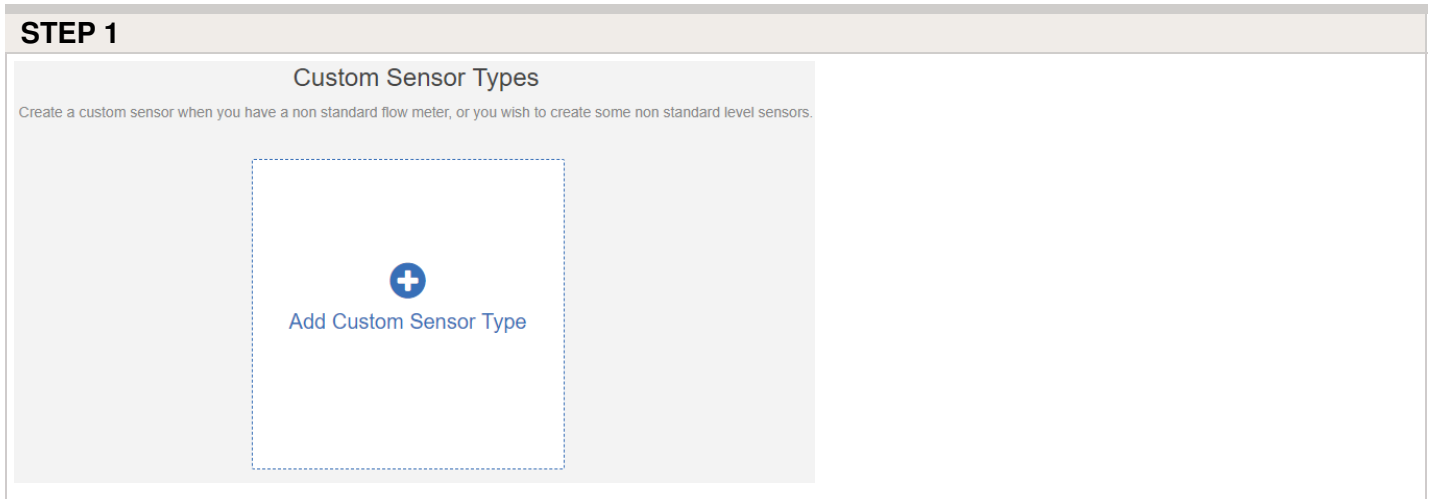 STEP 1
Custom Sensor Types
Create a custom sensor when you have a non standard flow meter, or you wish to create some non standard level sensors.
Add Custom Sensor Type